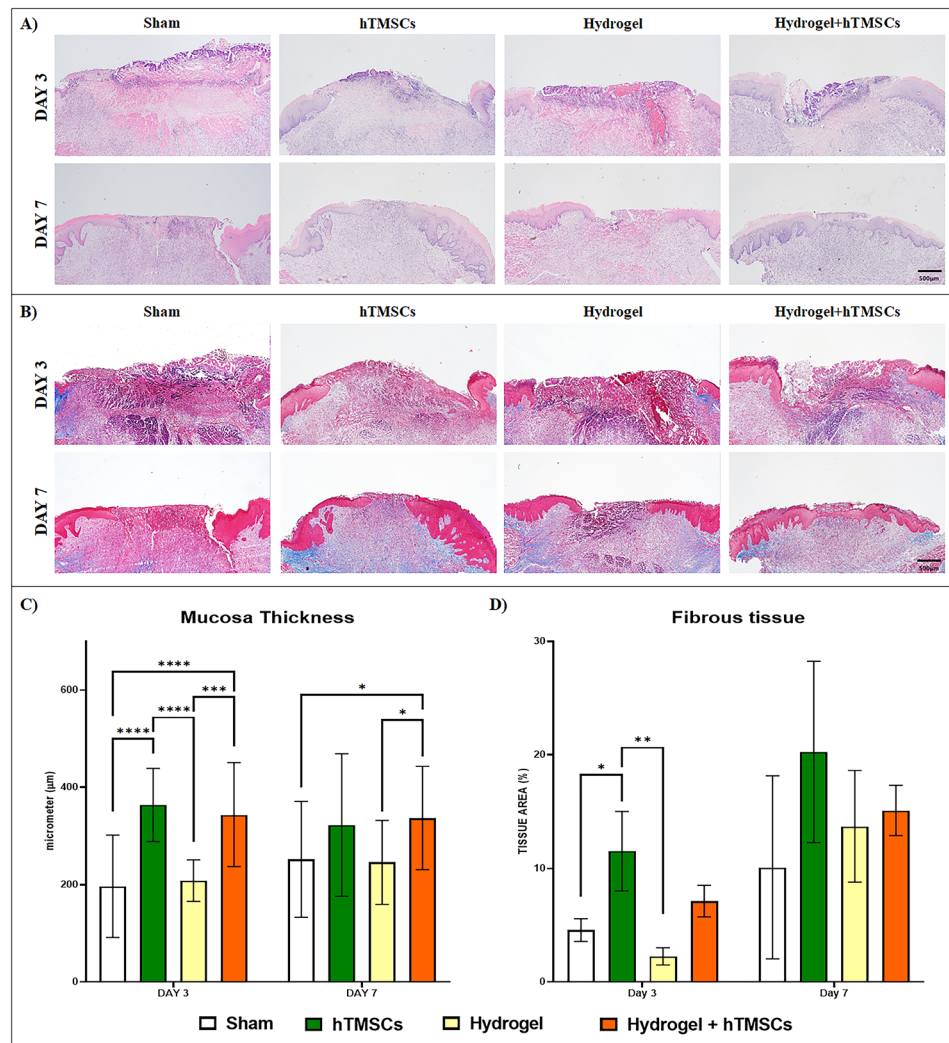 A)
Sham hTMSCs Hydrogel Hydrogel+hTMSCs
DAY 3
DAY 7
500μm
B)
Sham hTMSCs Hydrogel Hydrogel+hTMSCs
DAY 3
DAY 7
500μm
C)
Mucosa Thickness
micrometer (μm)
600
400
200
0
**** **** **** ***
* *
DAY 3 DAY 7
D)
Fibrous tissue
TISSUE AREA (%)
30
20
10
0
* **
Day 3 Day 7
Sham hTMSCs Hydrogel Hydrogel + hTMSCs